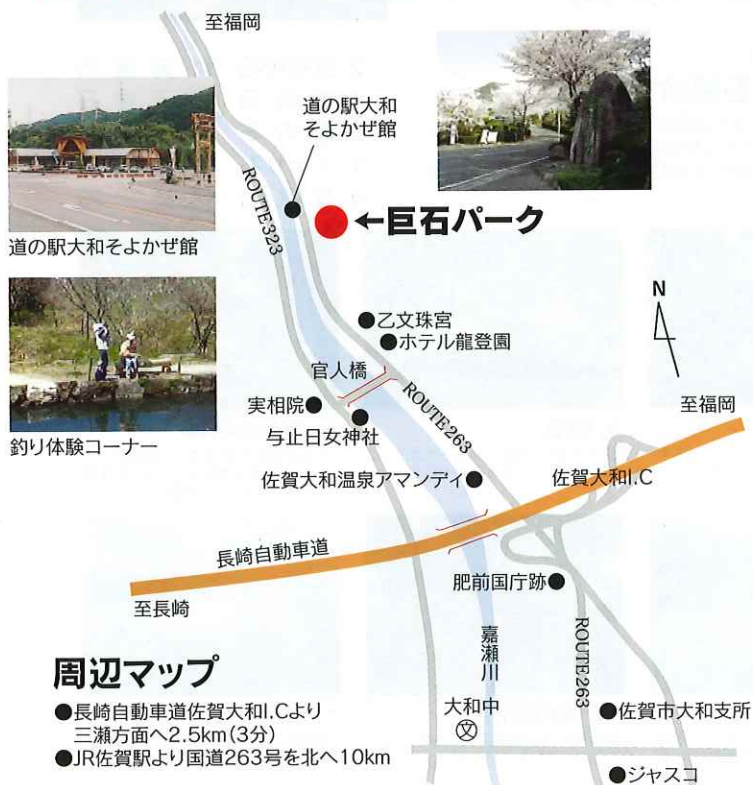 至福岡
道の駅大和
そよかぜ館
道の駅大和そよかぜ館
ROUTE323
←巨石パーク
N
乙文珠宮
ホテル龍登園
官人橋
釣り体験コーナー
実相院
与止日女神社
ROUTE263
至福岡
佐賀大和温泉アマンディ
佐賀大和I.C
長崎自動車道
至長崎
肥前国庁跡
嘉瀬川
ROUTE263
周辺マップ
●長崎自動車道佐賀大和I.Cより
三瀬方面へ2.5km(3分)
●JR佐賀駅より国道263号を北へ10km
大和中
文
佐賀市大和支所
ジャスコ